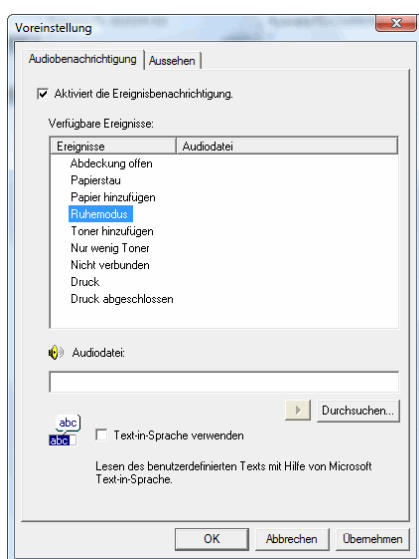 Voreinstellung
Audiobenachrichtigung Aussehen
Aktiviert die Ereignisbenachrichtigung.
Verfügbare Ereignisse:
Ereignisse Audiodatei
Abdeckung offen
Papierstau
Papier hinzufügen
Ruhemodus
Toner hinzufügen
Nur wenig Toner
Nicht verbunden
Druck
Druck abgeschlossen
Audiodatei:
Durchsuchen...
abc
abc
Text-in-Sprache verwenden
Lesen des benutzerdefinierten Texts mit Hilfe von Microsoft
Text-in-Sprache.
OK Abbrechen Übernehmen